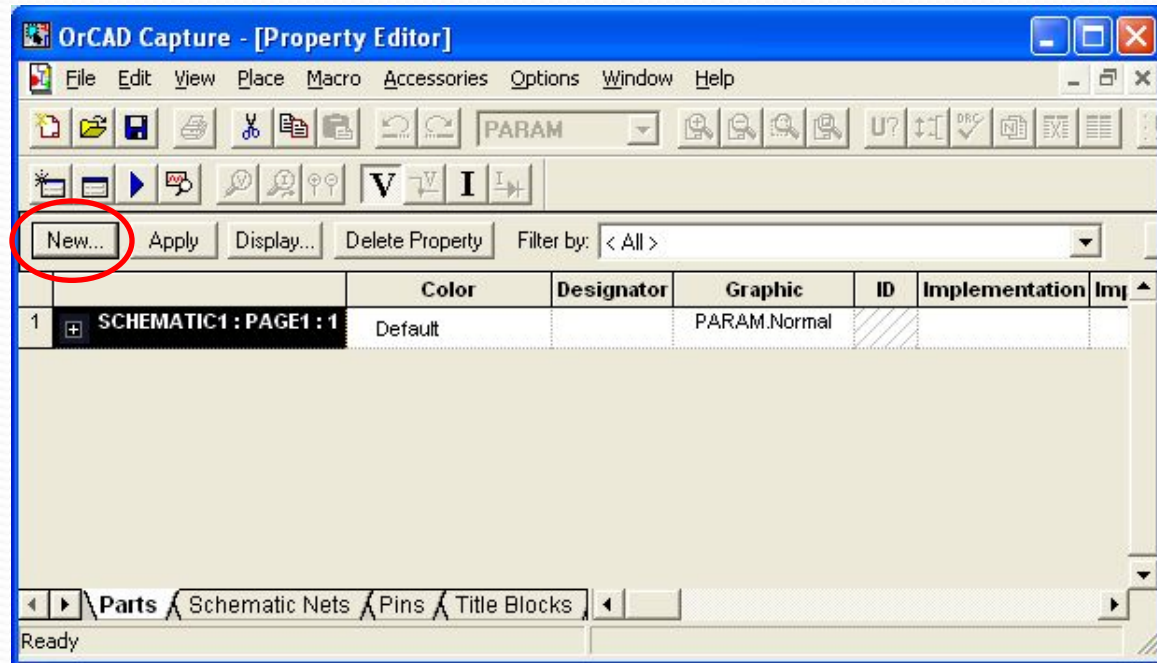 OrCAD Capture - [Property Editor]
File Edit View Place Macro Accessories Options Window Help
PARAM U? DRC
V V I I
New... Apply Display... Delete Property Filter by: < All >
Color Designator Graphic ID Implementation
1 SCHEMATIC1 : PAGE1 : 1 Default PARAM.Normal
Parts Schematic Nets Pins Title Blocks
Ready